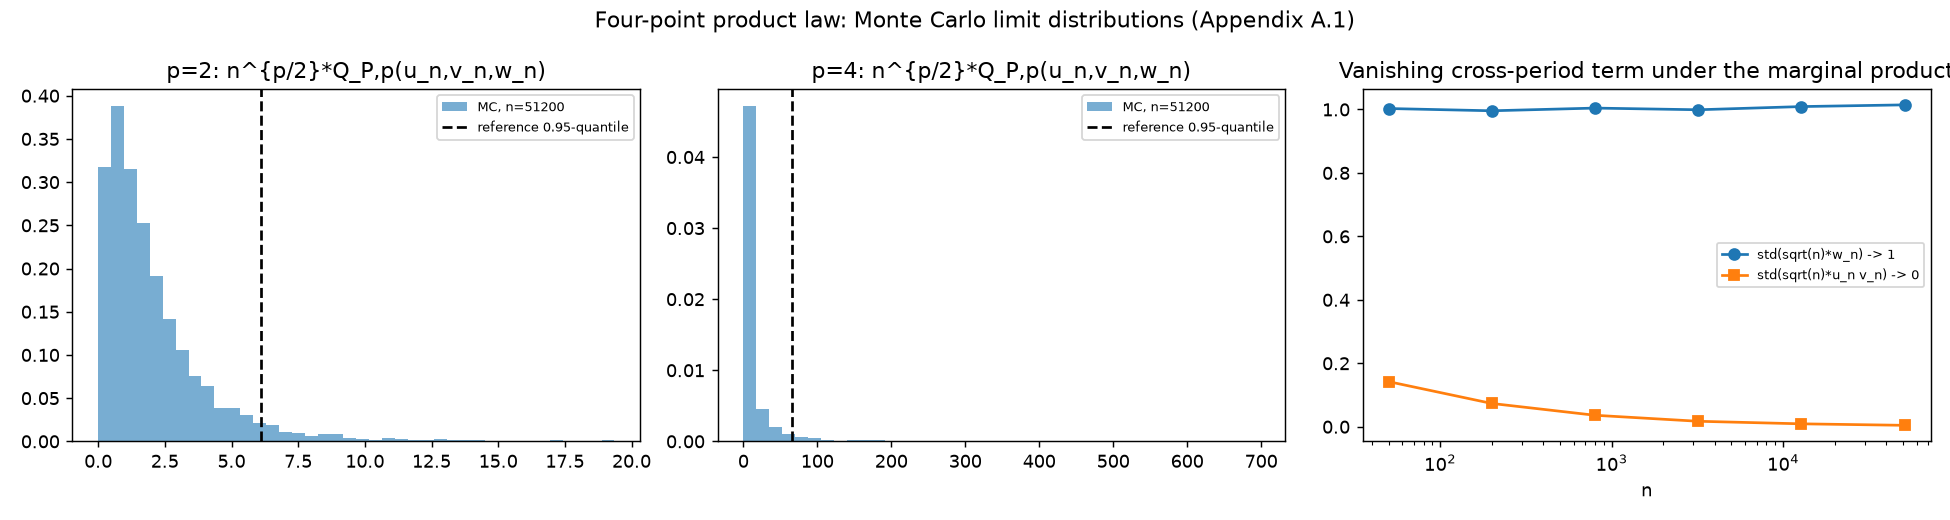 Four-point product law: Monte Carlo limit distributions (Appendix A.1)
p=2: n^{p/2}*Q_P,p(u_n,v_n,w_n)
MC, n=51200
reference 0.95-quantile
0.40
0.35
0.30
0.25
0.20
0.15
0.10
0.05
0.00
0.0 2.5 5.0 7.5 10.0 12.5 15.0 17.5 20.0
p=4: n^{p/2}*Q_P,p(u_n,v_n,w_n)
MC, n=51200
reference 0.95-quantile
0.04
0.03
0.02
0.01
0.00
0 100 200 300 400 500 600 700
Vanishing cross-period term under the marginal product
std(sqrt(n)*w_n) -> 1
std(sqrt(n)*u_n v_n) -> 0
1.0
0.8
0.6
0.4
0.2
0.0
10² 10³ 10⁴
n